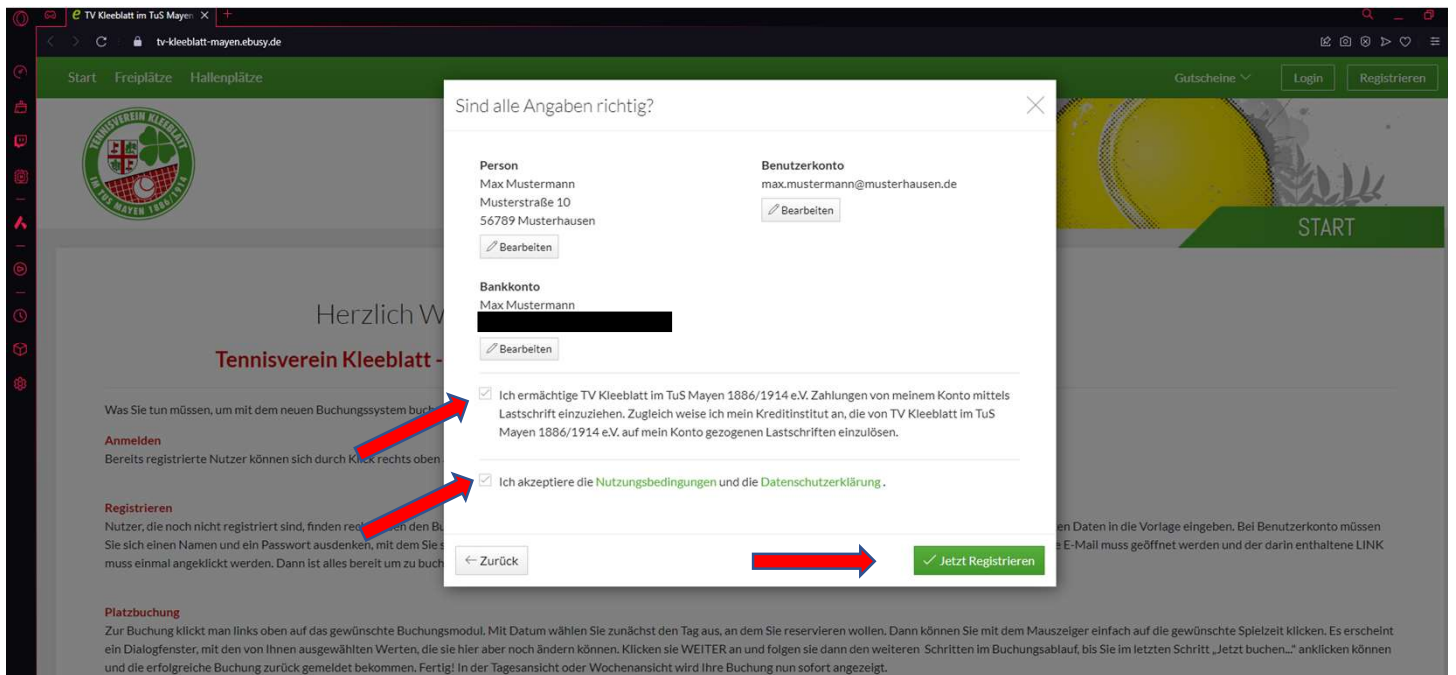 TV Kleeblatt im TuS Mayen
tv-kleeblatt-mayen.ebusy.de
Start Freiplätze Hallenplätze Gutscheine Login Registrieren
TENNISVEREIN KLEEBLATT
IM TUS MAYEN 1886/1914
START
Sind alle Angaben richtig?
Person
Max Mustermann
Musterstraße 10
56789 Musterhausen
Bearbeiten
Benutzerkonto
max.mustermann@musterhausen.de
Bearbeiten
Bankkonto
Max Mustermann
Bearbeiten
Ich ermächtige TV Kleeblatt im TuS Mayen 1886/1914 e.V. Zahlungen von meinem Konto mittels
Lastschrift einzuziehen. Zugleich weise ich mein Kreditinstitut an, die von TV Kleeblatt im TuS
Mayen 1886/1914 e.V. auf mein Konto gezogenen Lastschriften einzulösen.
Ich akzeptiere die Nutzungsbedingungen und die Datenschutzerklärung .
← Zurück
Jetzt Registrieren
Herzlich W
Tennisverein Kleeblatt -
Was Sie tun müssen, um mit dem neuen Buchungssystem buch
Anmelden
Bereits registrierte Nutzer können sich durch Klick rechts oben
Registrieren
Nutzer, die noch nicht registriert sind, finden den Bu en Daten in die Vorlage eingeben. Bei Benutzerkonto müssen
Sie sich einen Namen und ein Passwort ausdenken, mit dem Sie s e E-Mail muss geöffnet werden und der darin enthaltene LINK
muss einmal angeklickt werden. Dann ist alles bereit um zu buch
Platzbuchung
Zur Buchung klickt man links oben auf das gewünschte Buchungsmodul. Mit Datum wählen Sie zunächst den Tag aus, an dem Sie reservieren wollen. Dann können Sie mit dem Mauszeiger einfach auf die gewünschte Spielzeit klicken. Es erscheint
ein Dialogfenster, mit den von Ihnen ausgewählten Werten, die sie hier aber noch ändern können. Klicken sie WEITER an und folgen sie dann den weiteren Schritten im Buchungsablauf, bis Sie im letzten Schritt „Jetzt buchen..." anklicken können
und die erfolgreiche Buchung zurück gemeldet bekommen. Fertig! In der Tagesansicht oder Wochenansicht wird Ihre Buchung nun sofort angezeigt.